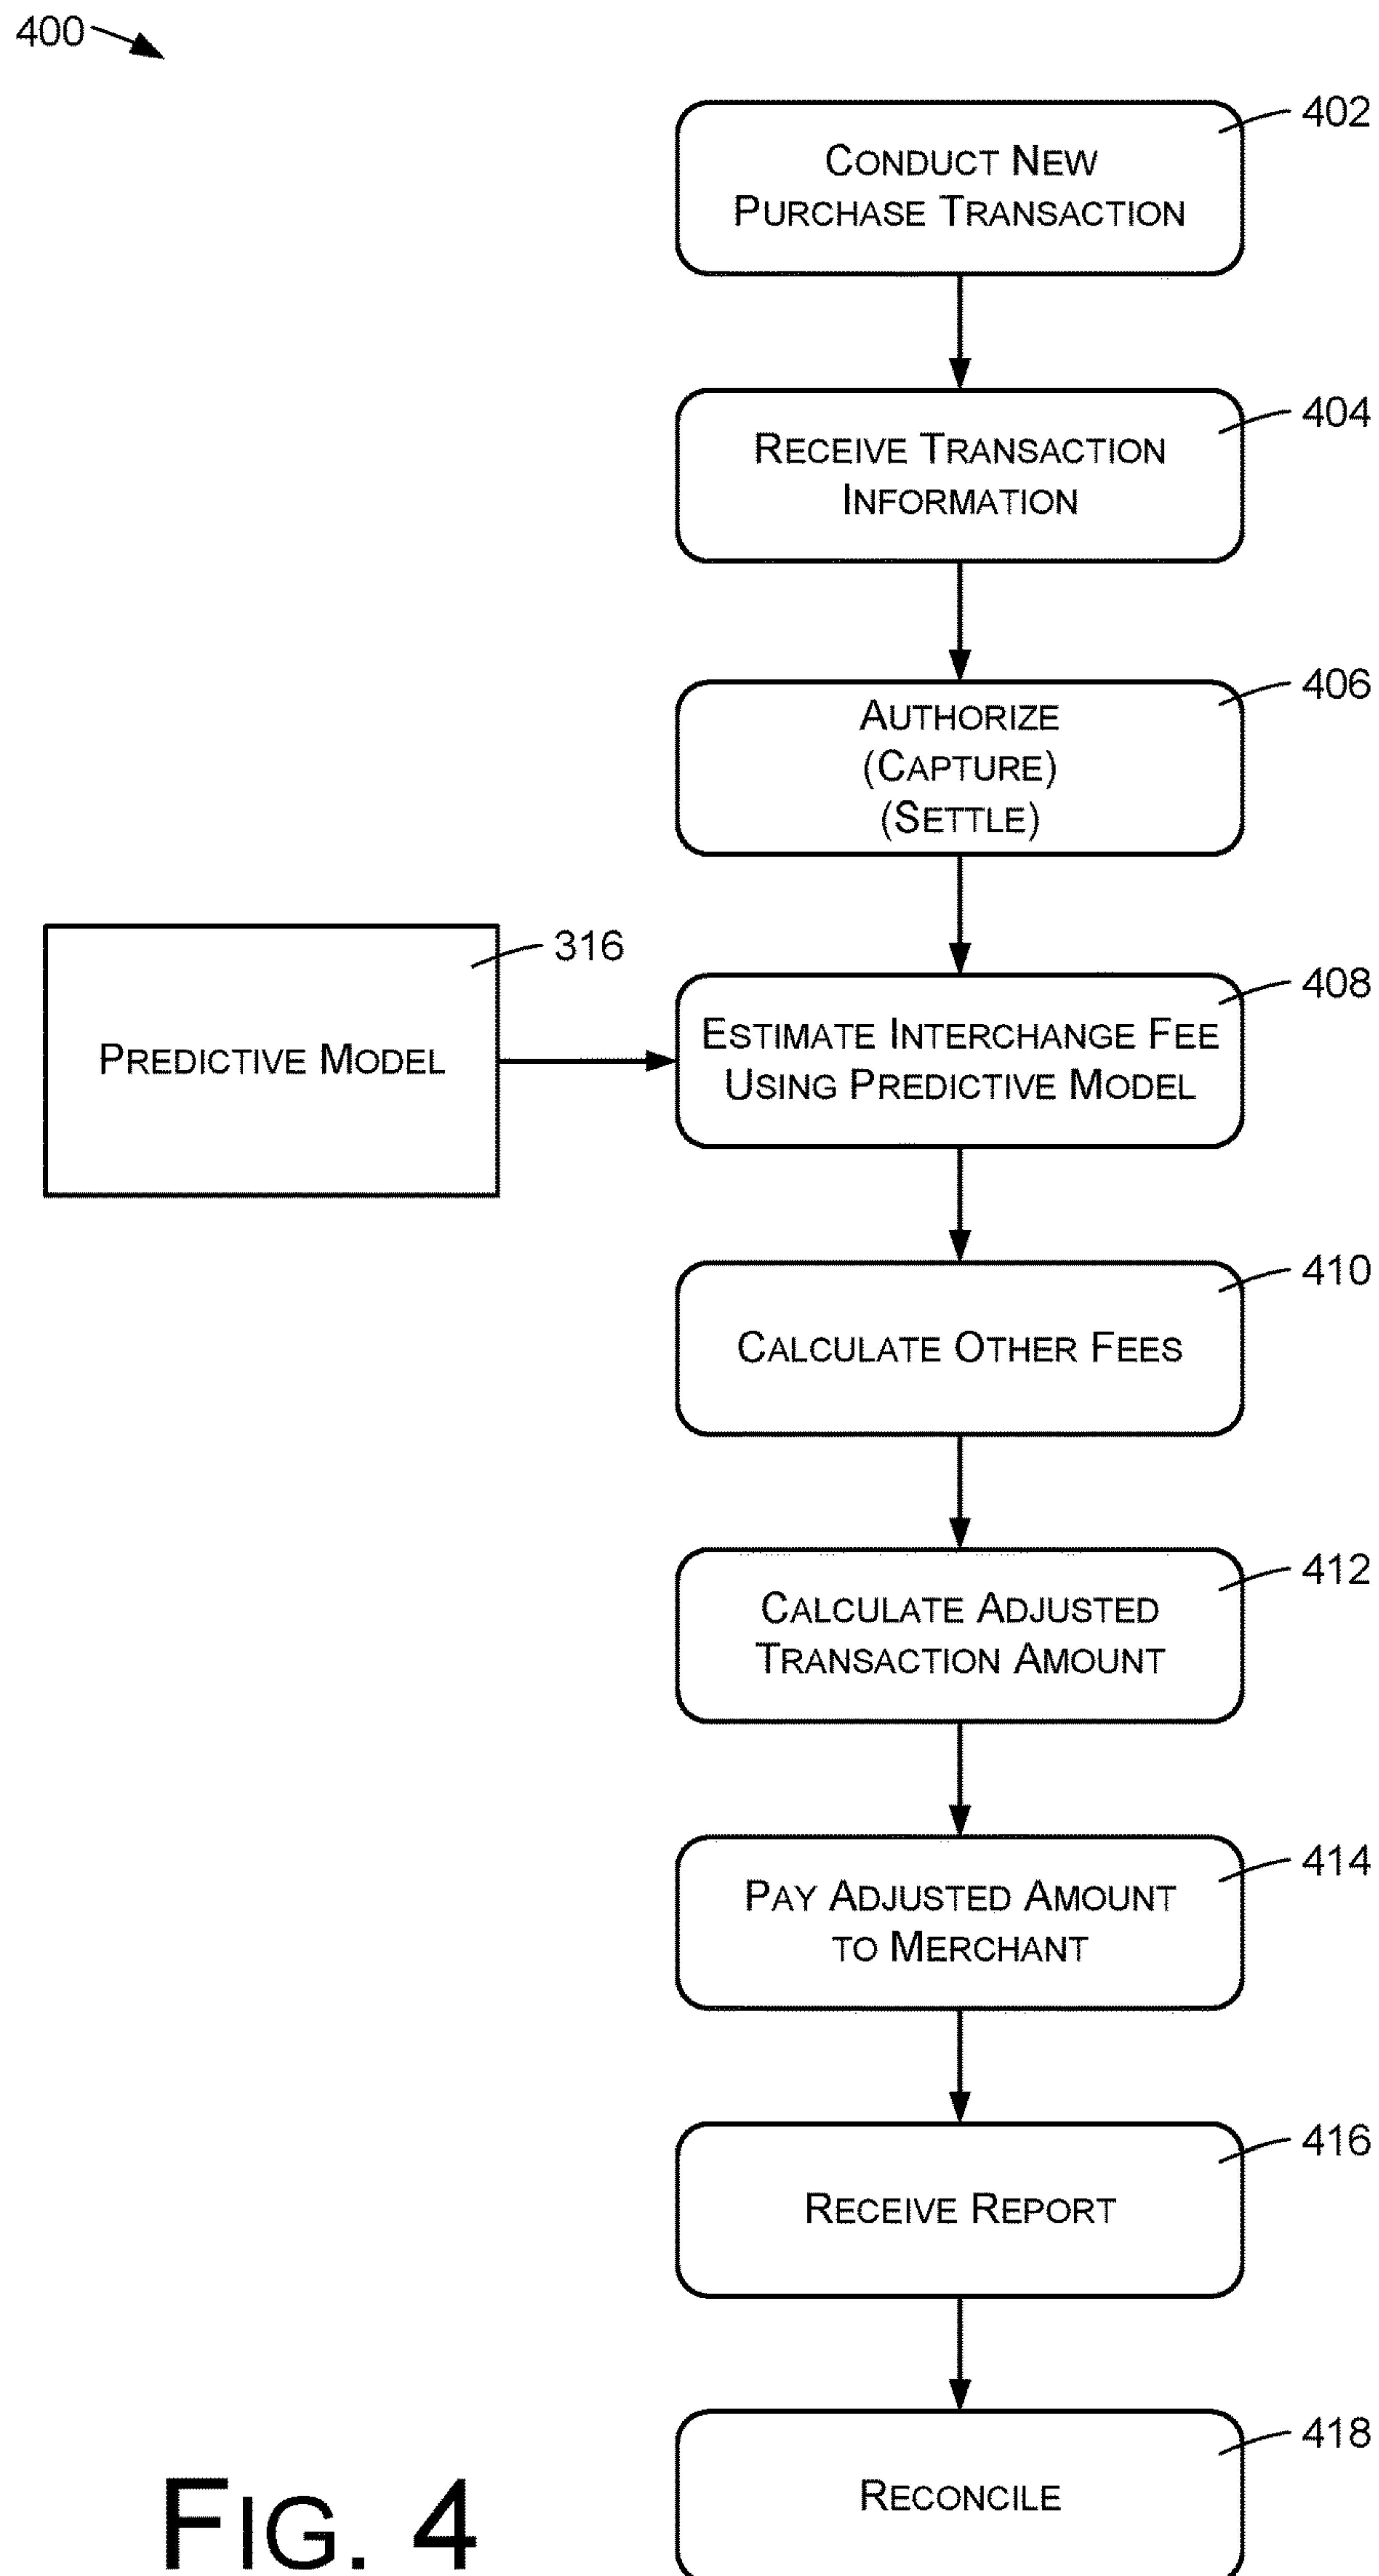 400
402
CONDUCT NEW
PURCHASE TRANSACTION
404
RECEIVE TRANSACTION
INFORMATION
406
AUTHORIZE
(CAPTURE)
(SETTLE)
316
PREDICTIVE MODEL
408
ESTIMATE INTERCHANGE FEE
USING PREDICTIVE MODEL
410
CALCULATE OTHER FEES
412
CALCULATE ADJUSTED
TRANSACTION AMOUNT
414
PAY ADJUSTED AMOUNT
TO MERCHANT
416
RECEIVE REPORT
418
RECONCILE
FIG. 4